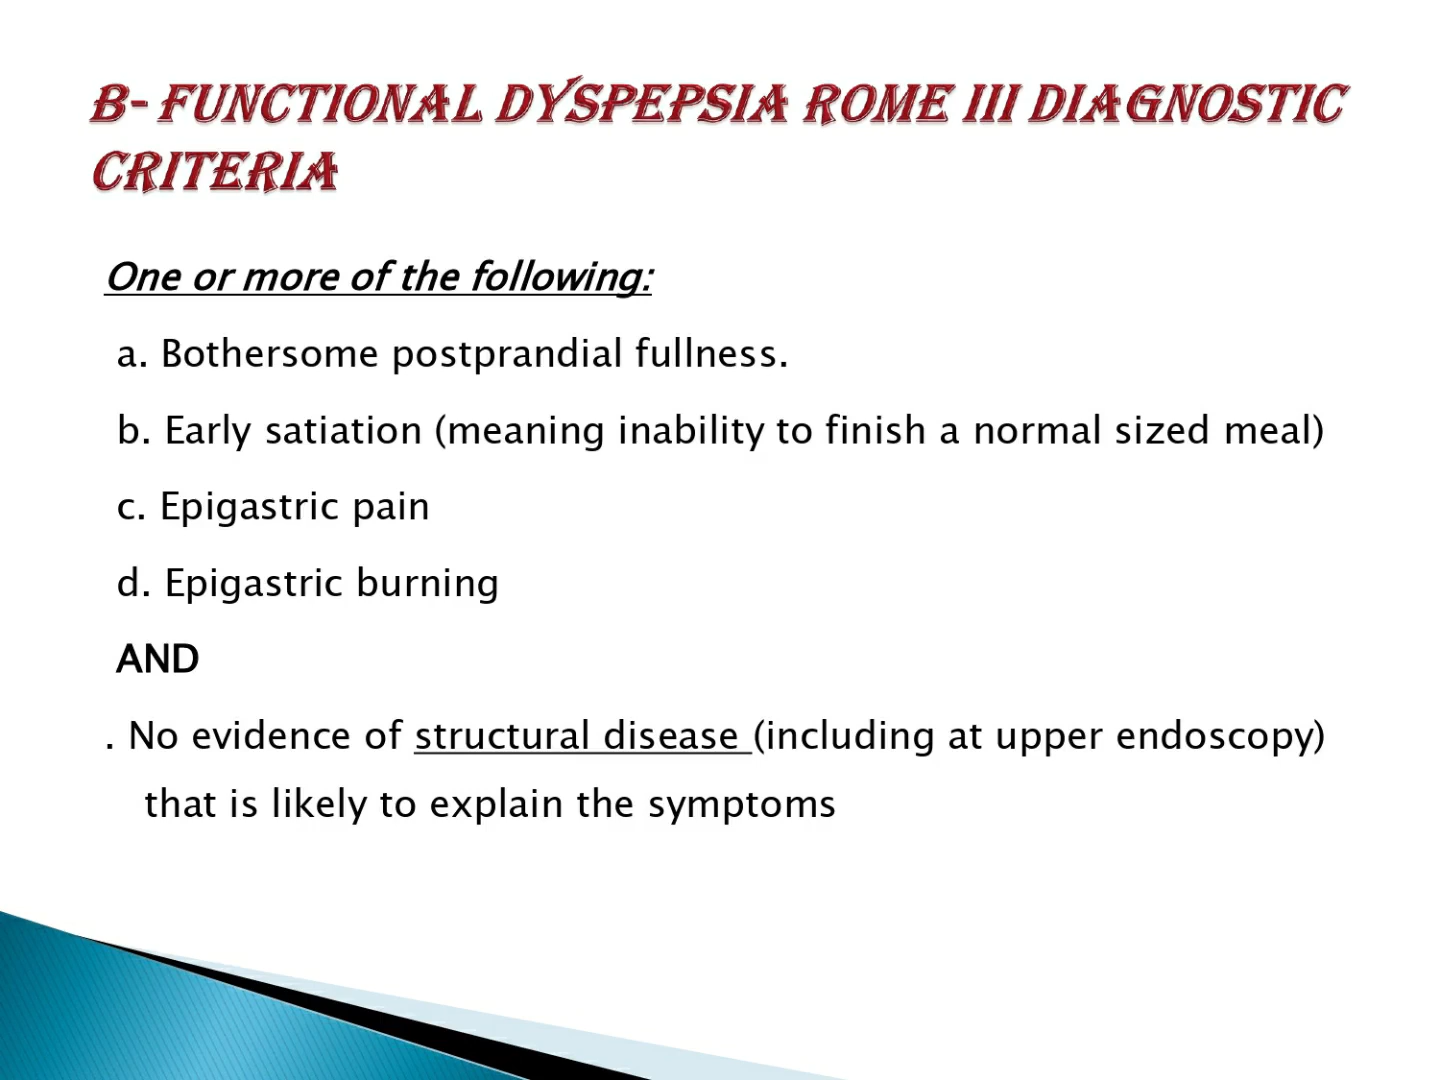 B- FUNCTIONAL DYSPEPSIA ROME III DIAGNOSTIC
CRITERIA
One or more of the following:
a. Bothersome postprandial fullness.
b. Early satiation (meaning inability to finish a normal sized meal)
c. Epigastric pain
d. Epigastric burning
AND
. No evidence of structural disease (including at upper endoscopy)
that is likely to explain the symptoms